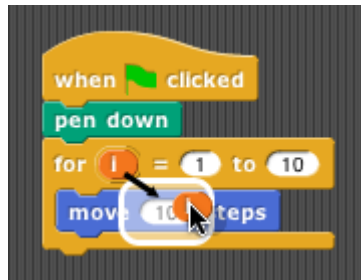 when clicked
pen down
for i = 1 to 10
move 10 i steps